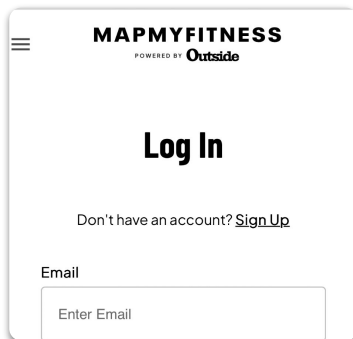 MAPMYFITNESS
POWERED BY Outside
Log In
Don't have an account? Sign Up
Email
Enter Email